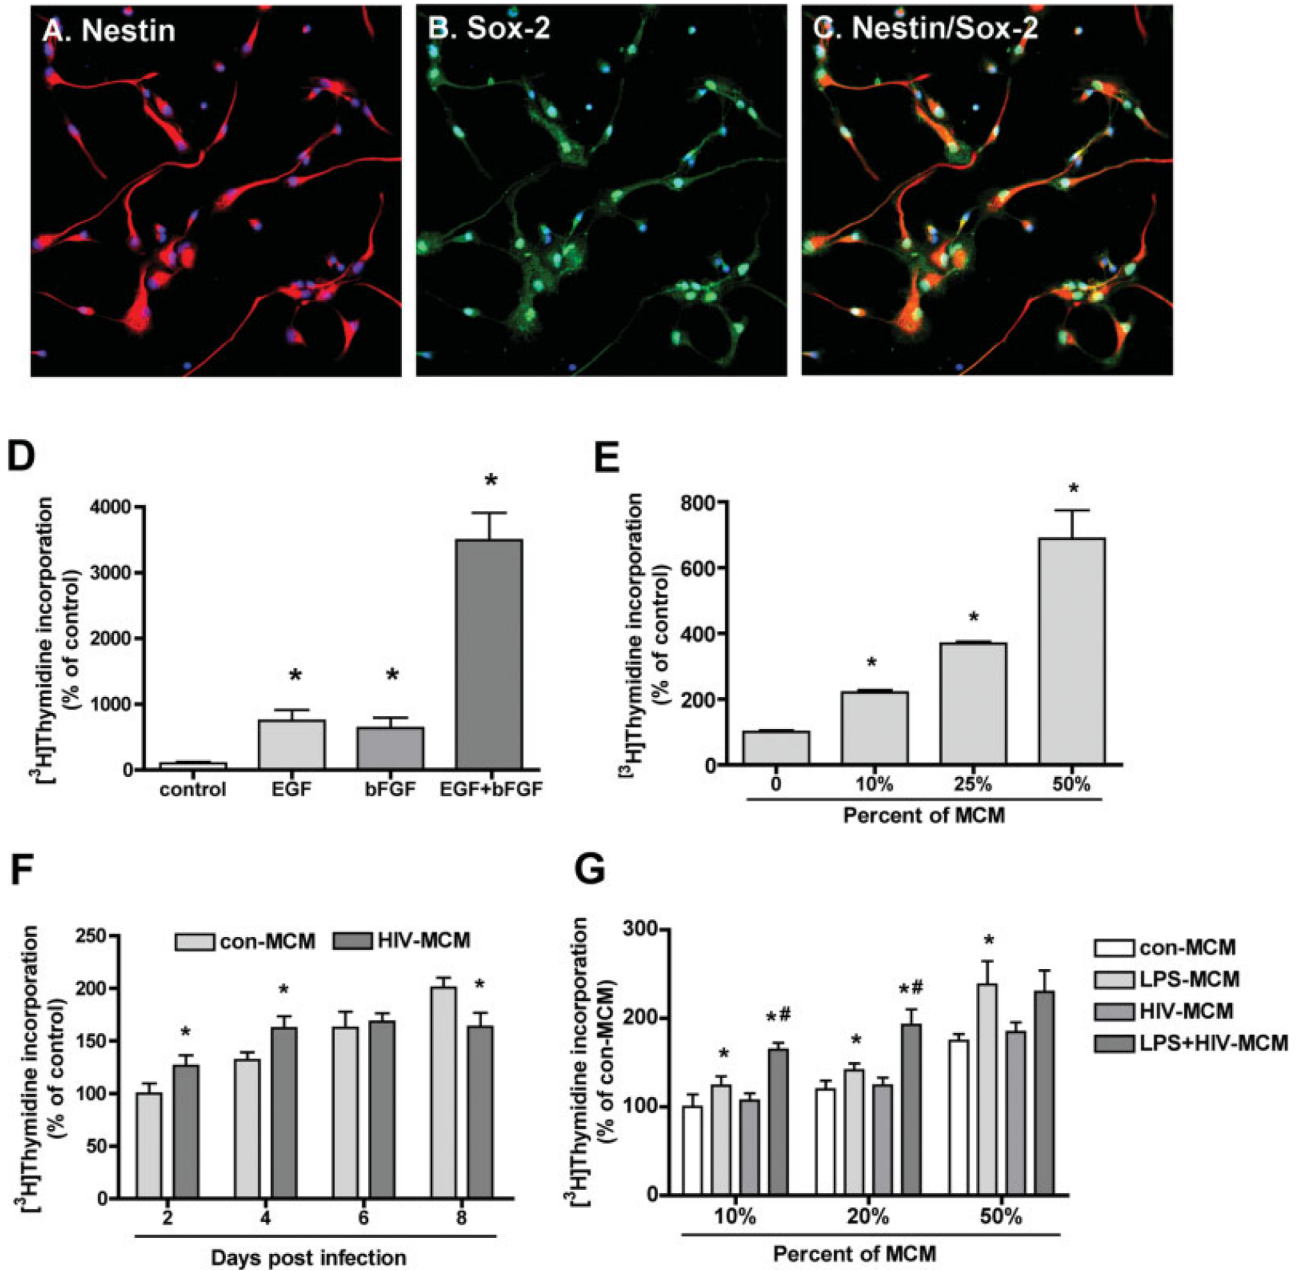 A. Nestin
B. Sox-2
C. Nestin/Sox-2
D
[³H]Thymidine incorporation
(% of control)
4000
3000
2000
1000
0
*
*
*
control
EGF
bFGF
EGF+bFGF
E
[³H]Thymidine incorporation
(% of control)
800
600
400
200
0
*
*
*
0
10%
25%
50%
Percent of MCM
F
[³H]Thymidine incorporation
(% of control)
250
200
150
100
50
0
con-MCM
HIV-MCM
*
*
*
2
4
6
8
Days post infection
G
[³H]Thymidine incorporation
(% of con-MCM)
300
200
100
0
*
*#
*
*#
*
10%
20%
50%
Percent of MCM
con-MCM
LPS-MCM
HIV-MCM
LPS+HIV-MCM